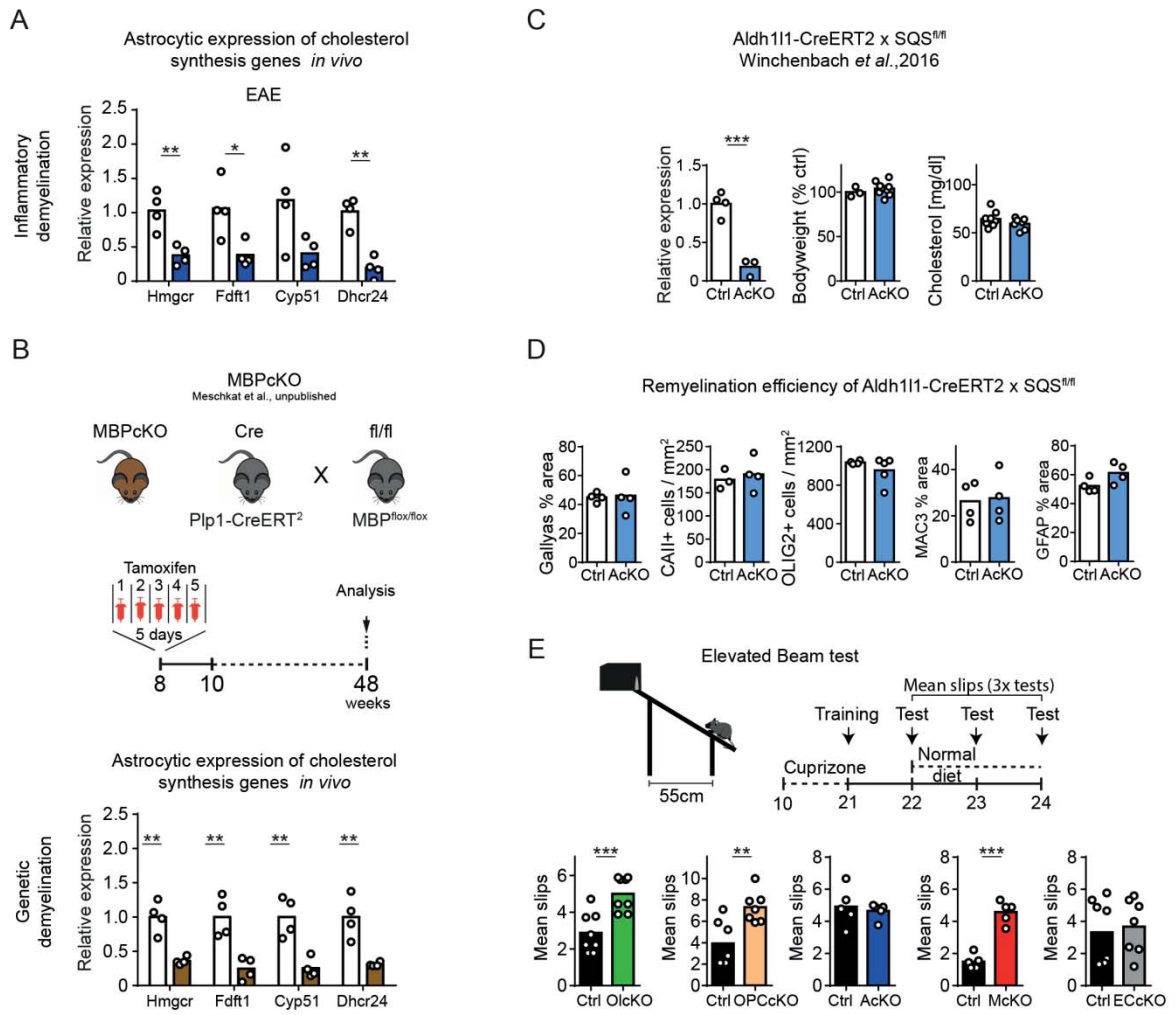 A
Astrocytic expression of cholesterol
synthesis genes in vivo
EAE
Inflammatory
demyelination
Relative expression
2.5
2.0
1.5
1.0
0.5
0
** * **
Hmgcr Fdft1 Cyp51 Dhcr24
B
MBPcKO
Meschkat et al., unpublished
MBPcKO Cre fl/fl
X
Plp1-CreERT² MBPflox/flox
Tamoxifen
1 2 3 4 5
5 days
Analysis
8 10 48
weeks
Astrocytic expression of cholesterol
synthesis genes in vivo
Genetic
demyelination
Relative expression
2.5
2.0
1.5
1.0
0.5
0
** ** ** **
Hmgcr Fdft1 Cyp51 Dhcr24
C
Aldh1l1-CreERT2 x SQSfl/fl
Winchenbach et al.,2016
Relative expression
1.5
1.0
0.5
0
***
Ctrl AcKO
Bodyweight (% ctrl)
100
50
0
Ctrl AcKO
Cholesterol [mg/dl]
100
50
0
Ctrl AcKO
D
Remyelination efficiency of Aldh1l1-CreERT2 x SQSfl/fl
Gallyas % area
80
60
40
20
0
Ctrl AcKO
CAII+ cells / mm²
250
200
150
100
50
0
Ctrl AcKO
OLIG2+ cells / mm²
1200
900
600
300
0
Ctrl AcKO
MAC3 % area
40
20
0
Ctrl AcKO
GFAP % area
80
60
40
20
0
Ctrl AcKO
E
Elevated Beam test
55cm
Mean slips (3x tests)
Training Test Test Test
Cuprizone
Normal
diet
10 21 22 23 24
Mean slips
8
6
4
2
0
***
Ctrl OlcKO
Mean slips
10
8
6
4
2
0
**
Ctrl OPCcKO
Mean slips
8
6
4
2
0
Ctrl AcKO
Mean slips
8
6
4
2
0
***
Ctrl McKO
Mean slips
8
6
4
2
0
Ctrl ECcKO